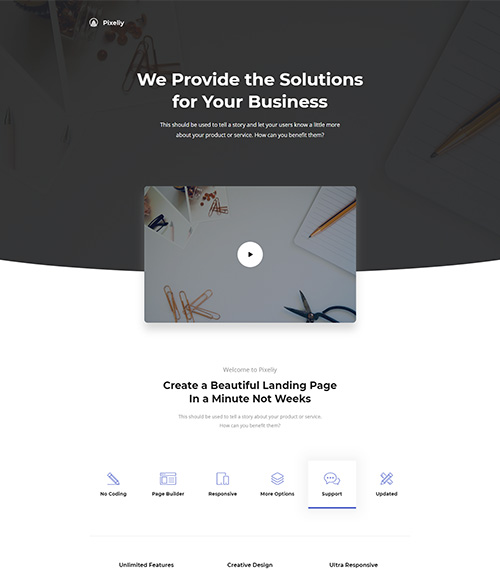 Pixeliy
We Provide the Solutions
for Your Business
This should be used to tell a story and let your users know a little more
about your product or service. How can you benefit them?
Welcome to Pixeliy
Create a Beautiful Landing Page
In a Minute Not Weeks
This should be used to tell a story about your product or service.
How can you benefit them?
No Coding
Page Builder
Responsive
More Options
Support
Updated
Unlimited Features
Creative Design
Ultra Responsive